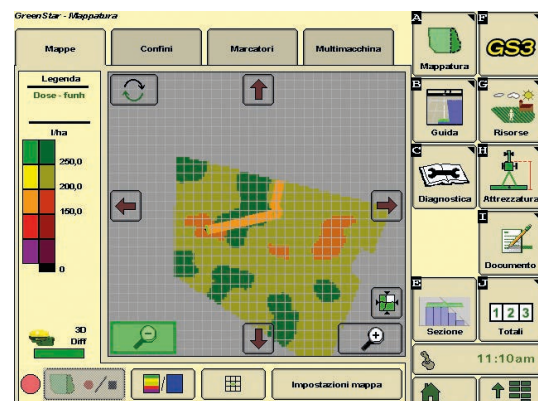 GreenStar - Mappatura
Mappe
Confini
Marcatori
Multimacchina
Legenda
Dose - funh
l/ha
250,0
200,0
150,0
0
3D
Diff
Impostazioni mappa
A
Mappatura
F
GS3
B
Guida
G
Risorse
C
Diagnostica
H
Attrezzatura
I
Documento
E
Sezione
J
1 2 3
Totali
11:10am